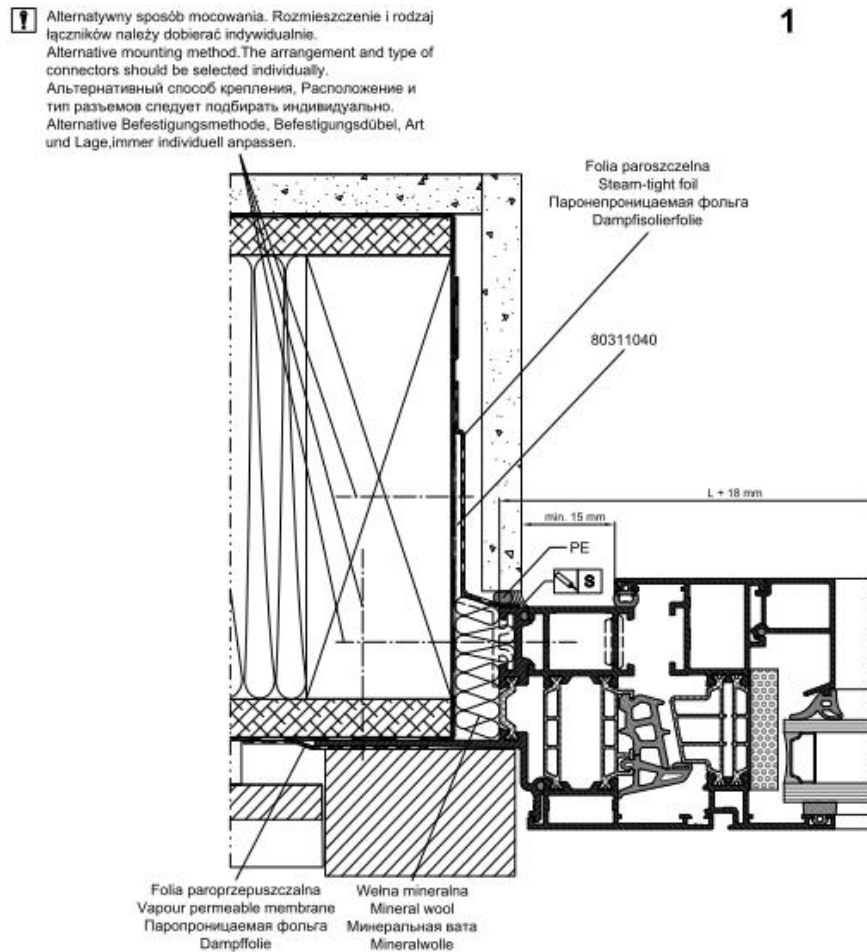 Alternatywny sposób mocowania. Rozmieszczenie i rodzaj
łączników należy dobierać indywidualnie.
Alternative mounting method.The arrangement and type of
connectors should be selected individually.
Альтернативный способ крепления, Расположение и
тип разъемов следует подбирать индивидуально.
Alternative Befestigungsmethode, Befestigungsdübel, Art
und Lage,immer individuell anpassen.
1
Folia paroszczelna
Steam-tight foil
Паронепроницаемая фольга
Dampfisolierfolie
80311040
L + 18 mm
min. 15 mm
PE
S
Folia paroprzepuszczalna
Vapour permeable membrane
Паропроницаемая фольга
Dampffolie
Wełna mineralna
Mineral wool
Минеральная вата
Mineralwolle